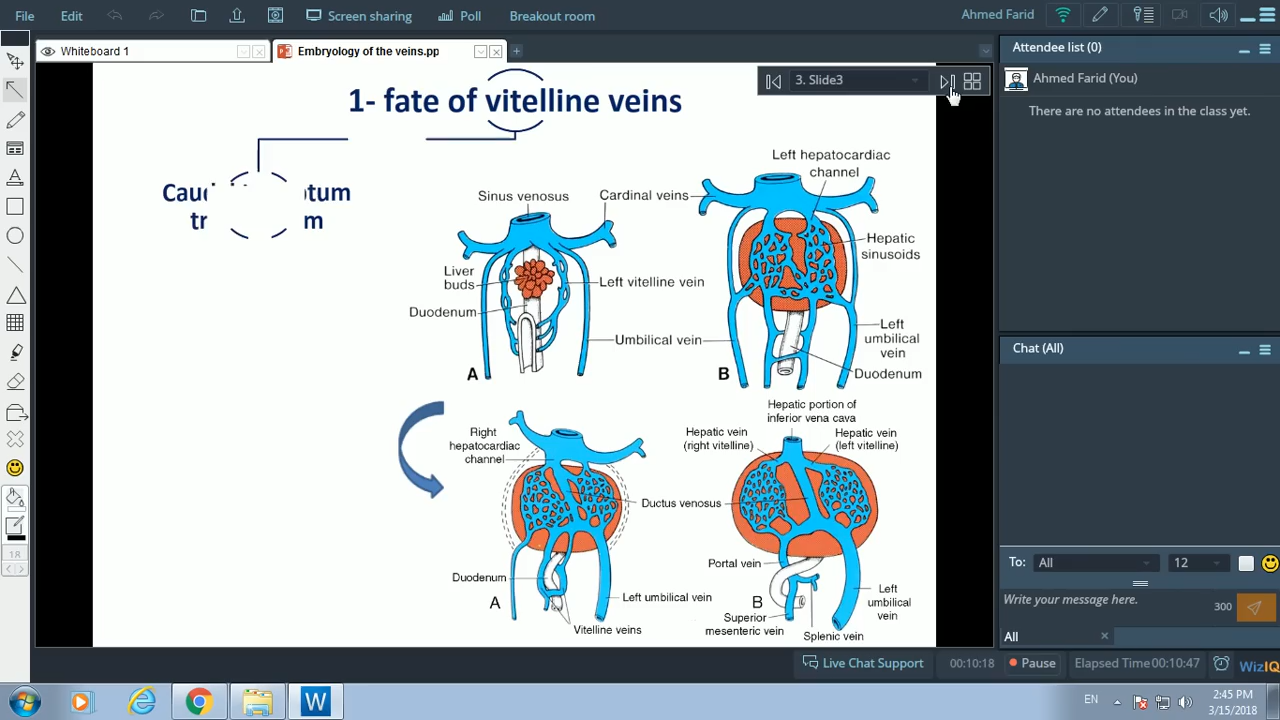 File Edit Screen sharing Poll Breakout room Ahmed Farid
Whiteboard 1
Embryology of the veins.pp
Attendee list (0)
Ahmed Farid (You)
There are no attendees in the class yet.
3. Slide3
1- fate of vitelline veins
Left hepatocardiac
channel
Sinus venosus
Cardinal veins
Hepatic
sinusoids
Liver
buds
Left vitelline vein
Duodenum
Umbilical vein
Left
umbilical
vein
Duodenum
A
B
Chat (All)
Hepatic portion of
inferior vena cava
Right
hepatocardiac
channel
Hepatic vein
(right vitelline)
Hepatic vein
(left vitelline)
Ductus venosus
Duodenum
A
Left umbilical vein
Vitelline veins
Portal vein
B
Superior
mesenteric vein
Splenic vein
Left
umbilical
vein
18
To: All 12
Write your message here.
300
All
Live Chat Support
00:10:18
Pause
Elapsed Time 00:10:47
WizIQ
W
EN
2:45 PM
3/15/2018